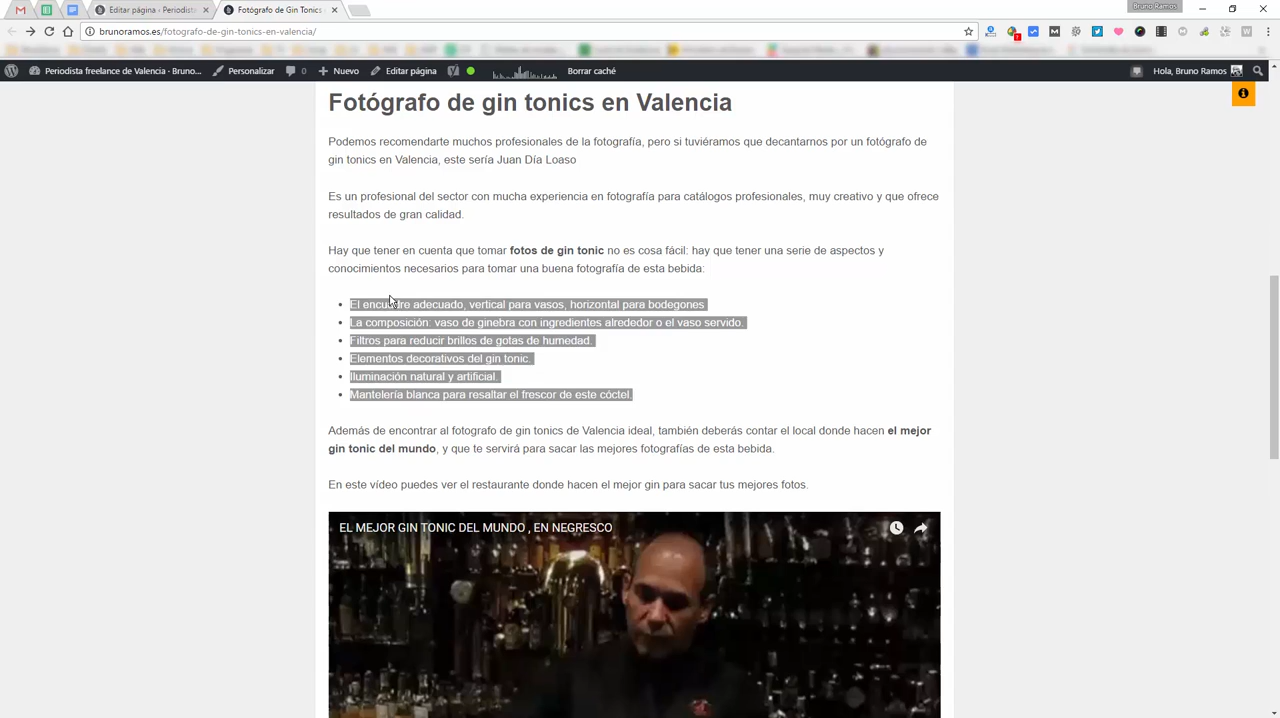 Editar página ‹ Periodist
Fotógrafo de Gin Tonics
Bruno Ramos
brunoramos.es/fotografo-de-gin-tonics-en-valencia/
Periodista freelance de Valencia - Bruno...
Personalizar
0
Nuevo
Editar página
Borrar caché
Hola, Bruno Ramos
Fotógrafo de gin tonics en Valencia
Podemos recomendarte muchos profesionales de la fotografía, pero si tuviéramos que decantarnos por un fotógrafo de
gin tonics en Valencia, este sería Juan Día Loaso
Es un profesional del sector con mucha experiencia en fotografía para catálogos profesionales, muy creativo y que ofrece
resultados de gran calidad.
Hay que tener en cuenta que tomar fotos de gin tonic no es cosa fácil: hay que tener una serie de aspectos y
conocimientos necesarios para tomar una buena fotografía de esta bebida:
El encuadre adecuado, vertical para vasos, horizontal para bodegones
La composición: vaso de ginebra con ingredientes alrededor o el vaso servido.
Filtros para reducir brillos de gotas de humedad.
Elementos decorativos del gin tonic.
Iluminación natural y artificial.
Mantelería blanca para resaltar el frescor de este cóctel.
Además de encontrar al fotografo de gin tonics de Valencia ideal, también deberás contar el local donde hacen el mejor
gin tonic del mundo, y que te servirá para sacar las mejores fotografías de esta bebida.
En este vídeo puedes ver el restaurante donde hacen el mejor gin para sacar tus mejores fotos.
EL MEJOR GIN TONIC DEL MUNDO , EN NEGRESCO